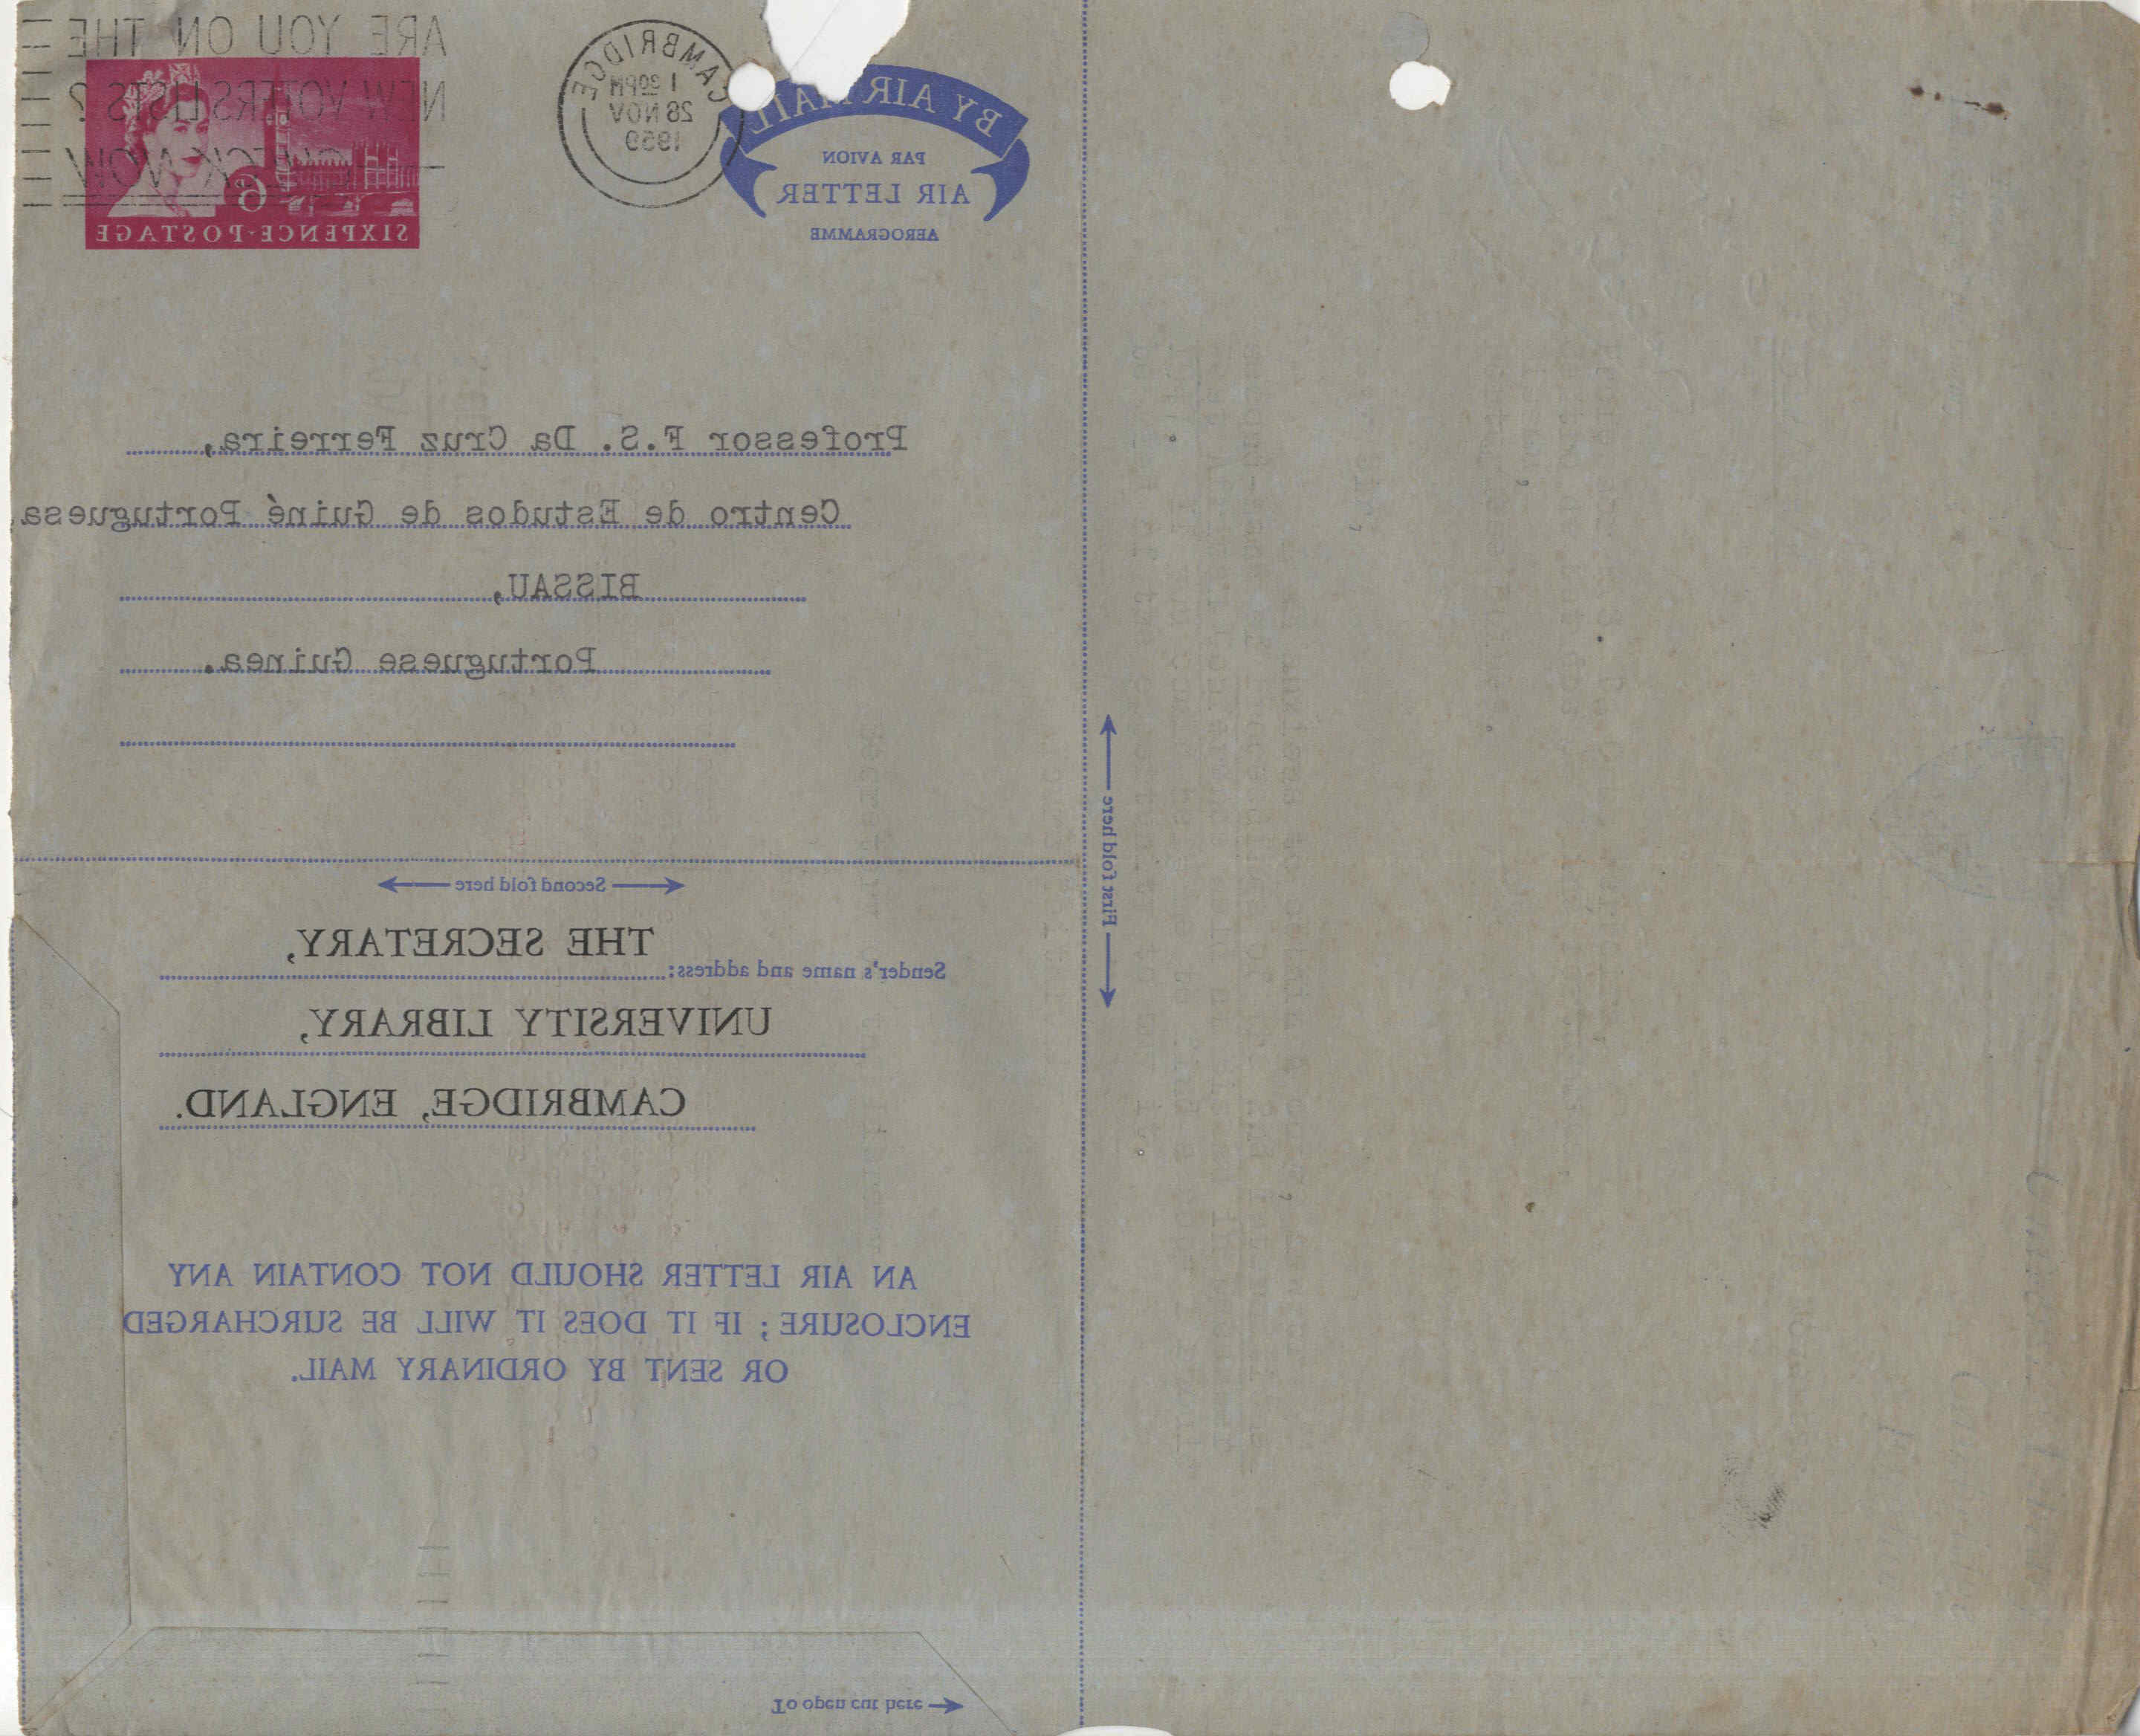 ARE YOU ON THE
NEW VOTERS LISTS ?
CHECK NOW
SIXPENCE·POSTAGE
6
CAMBRIDGE
1 30PM
28 NOV
1959
BY AIR MAIL
PAR AVION
AIR LETTER
AEROGRAMME
Professor F.S. Da Cruz Ferreira,
Centro de Estudos de Guiné Portuguesa,
BISSAU,
Portuguese Guinea.
First fold here
Second fold here
Sender's name and address: THE SECRETARY,
UNIVERSITY LIBRARY,
CAMBRIDGE, ENGLAND.
AN AIR LETTER SHOULD NOT CONTAIN ANY
ENCLOSURE ; IF IT DOES IT WILL BE SURCHARGED
OR SENT BY ORDINARY MAIL.
To open cut here